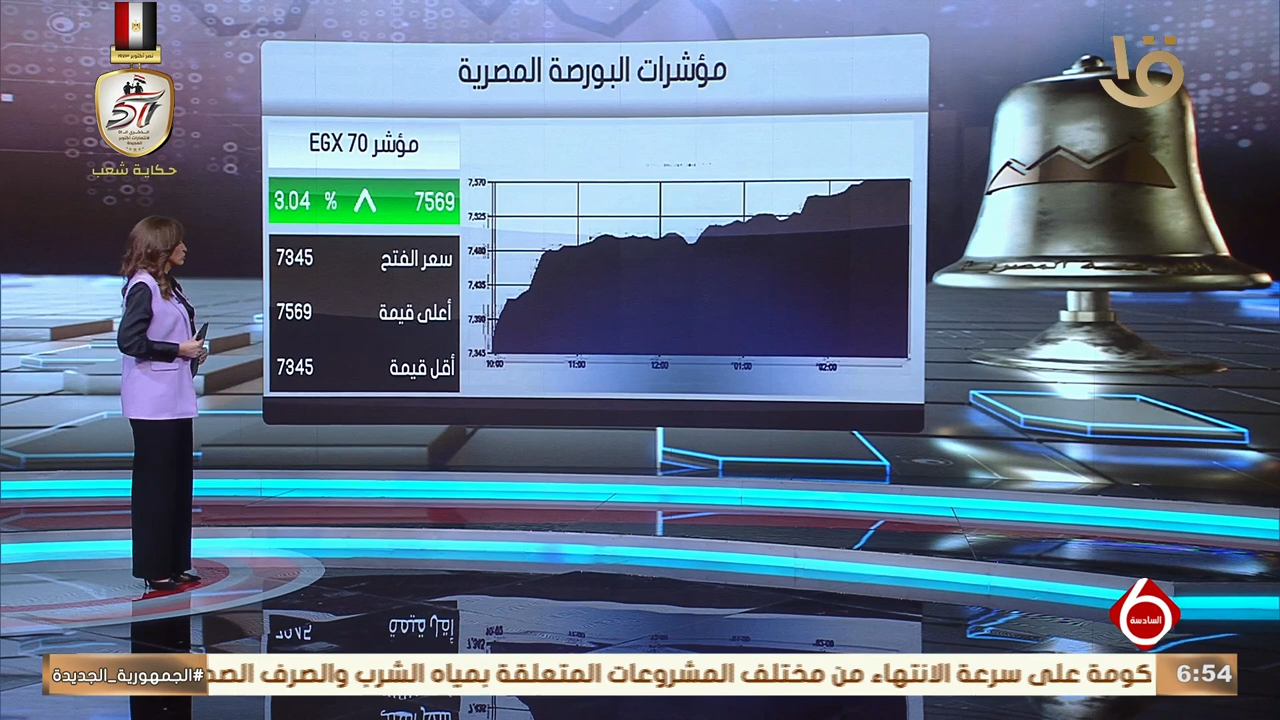 مؤشرات البورصة المصرية
مؤشر EGX 70
3.04 % 7569
سعر الفتح 7345
أعلى قيمة 7569
أقل قيمة 7345
7,570
7,525
7,480
7,435
7,390
7,345
10:00 11:00 12:00 01:00 02:00
حكاية شعب
السادسة
6:54
كومة على سرعة الانتهاء من مختلف المشروعات المتعلقة بمياه الشرب والصرف الصد
#الجمهورية_الجديدة